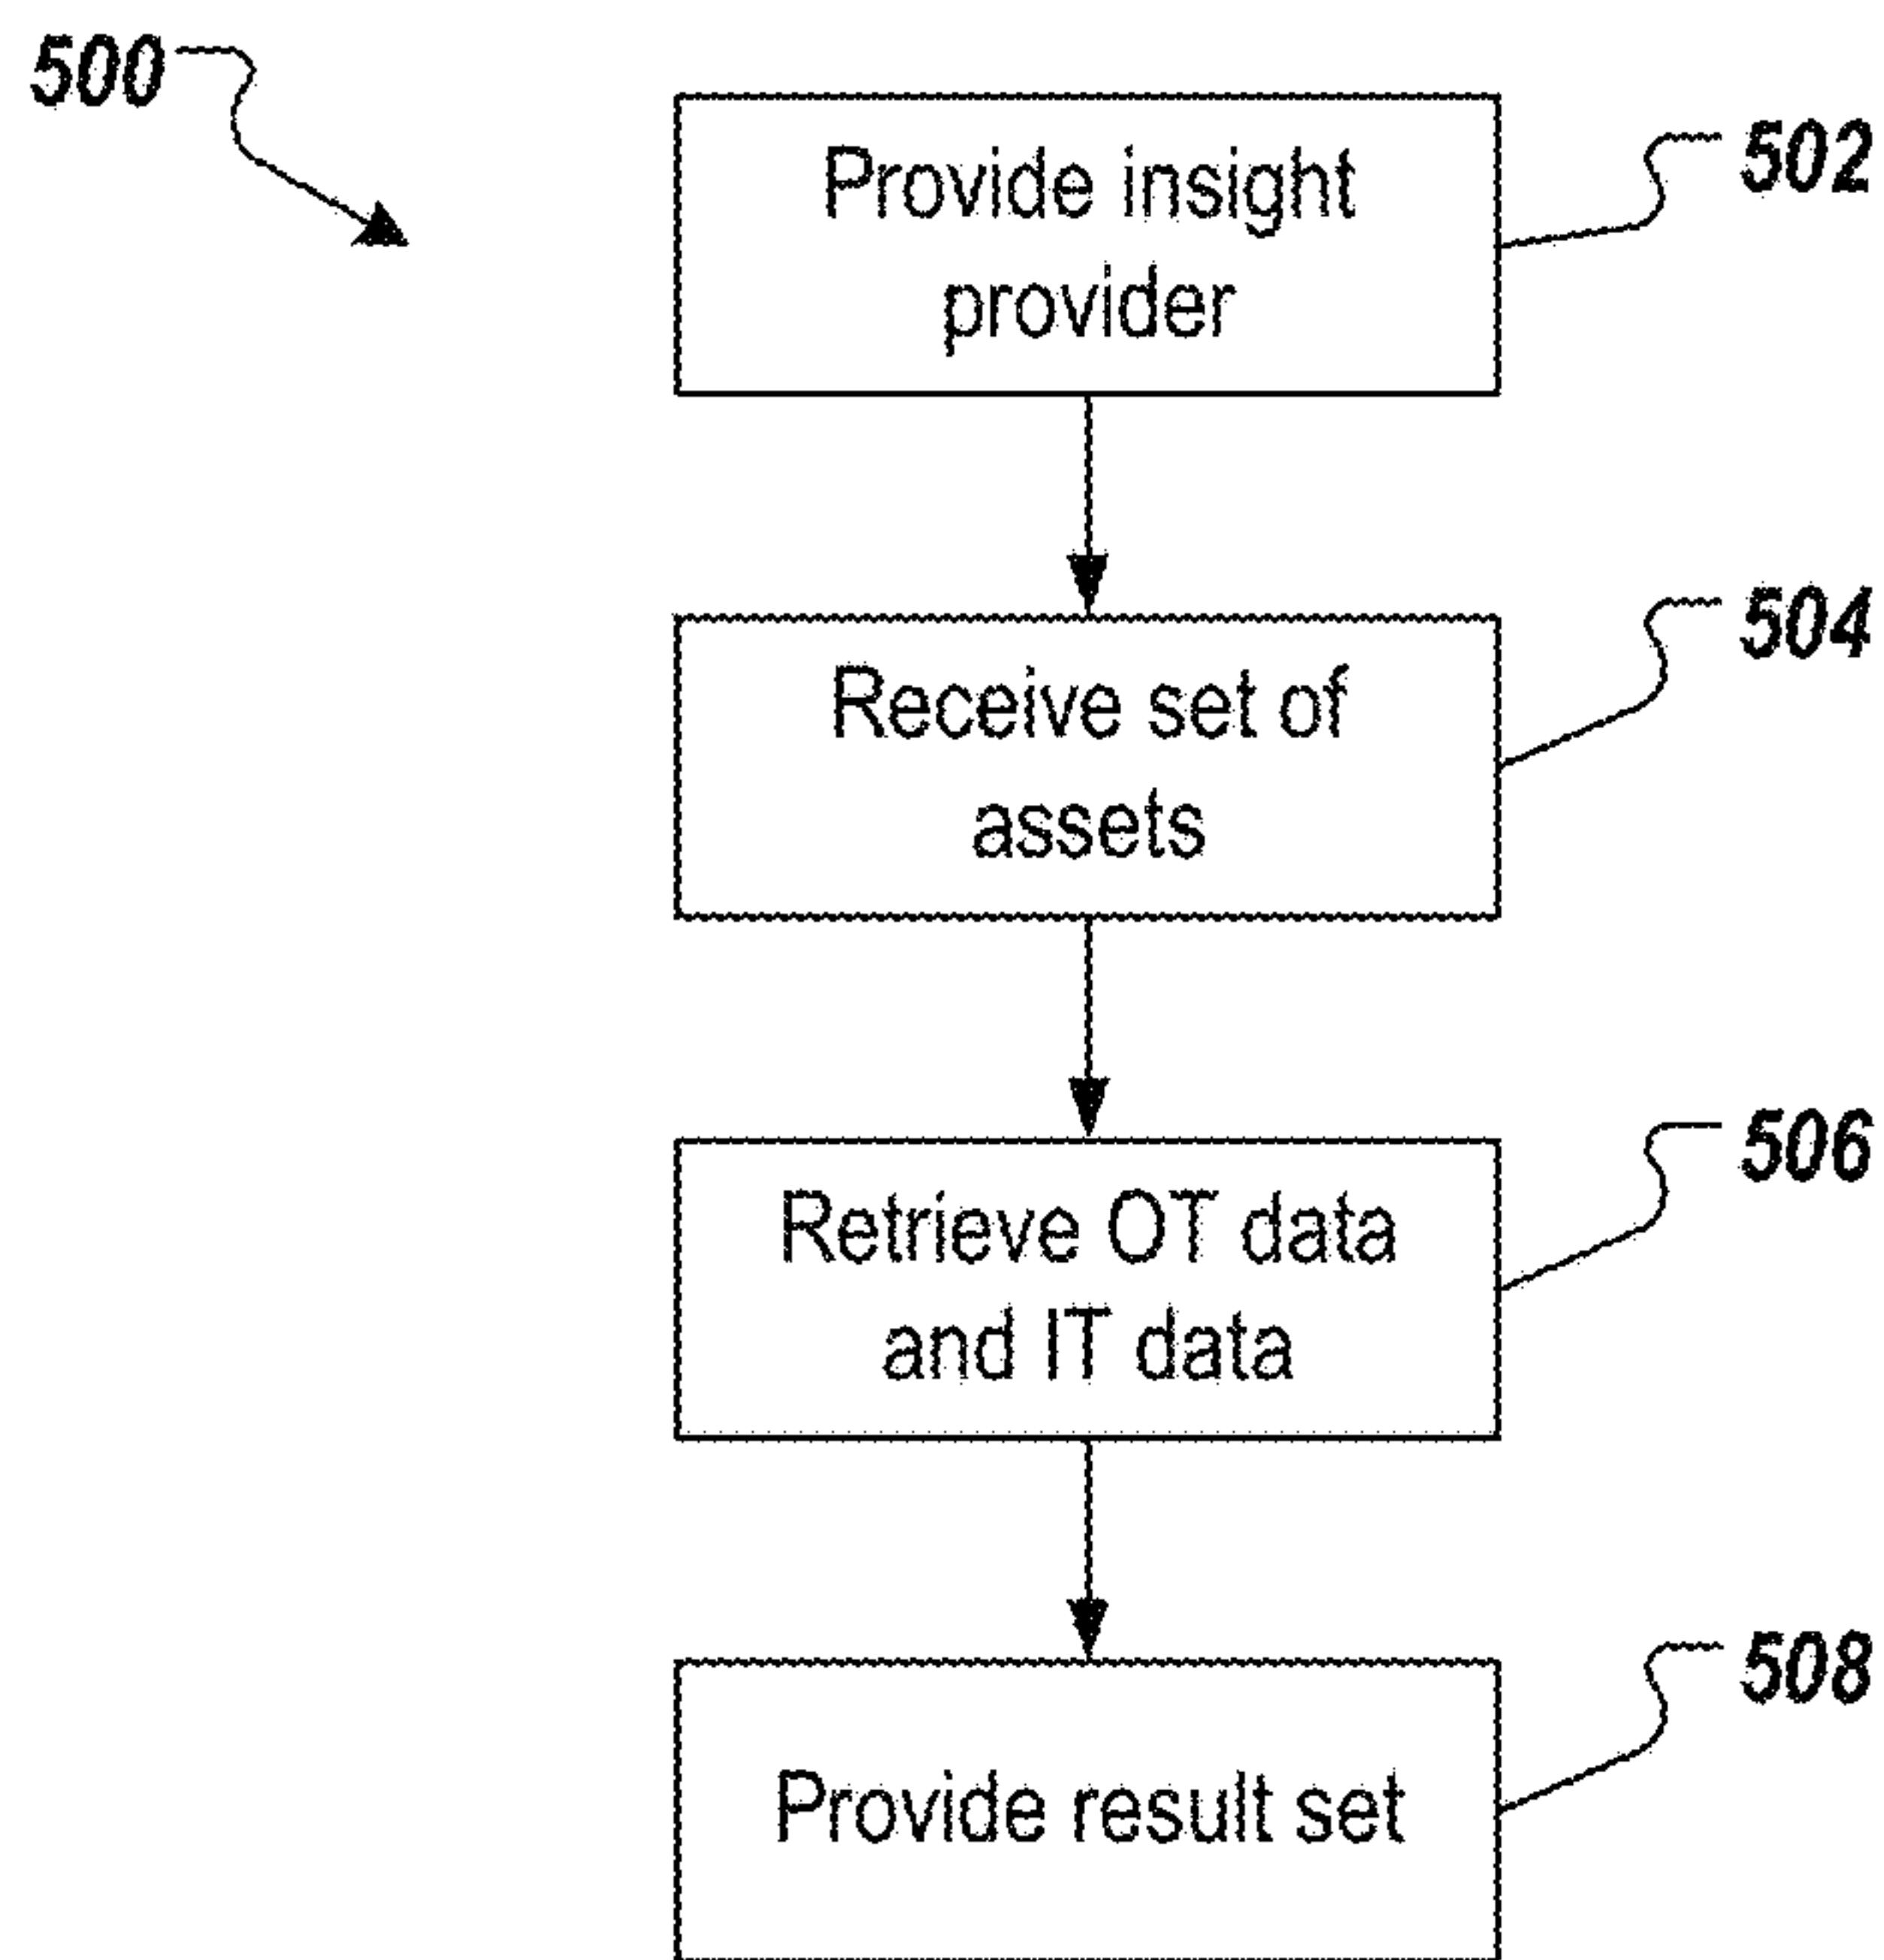 500
Provide insight
provider
502
Receive set of
assets
504
Retrieve OT data
and IT data
506
Provide result set
508